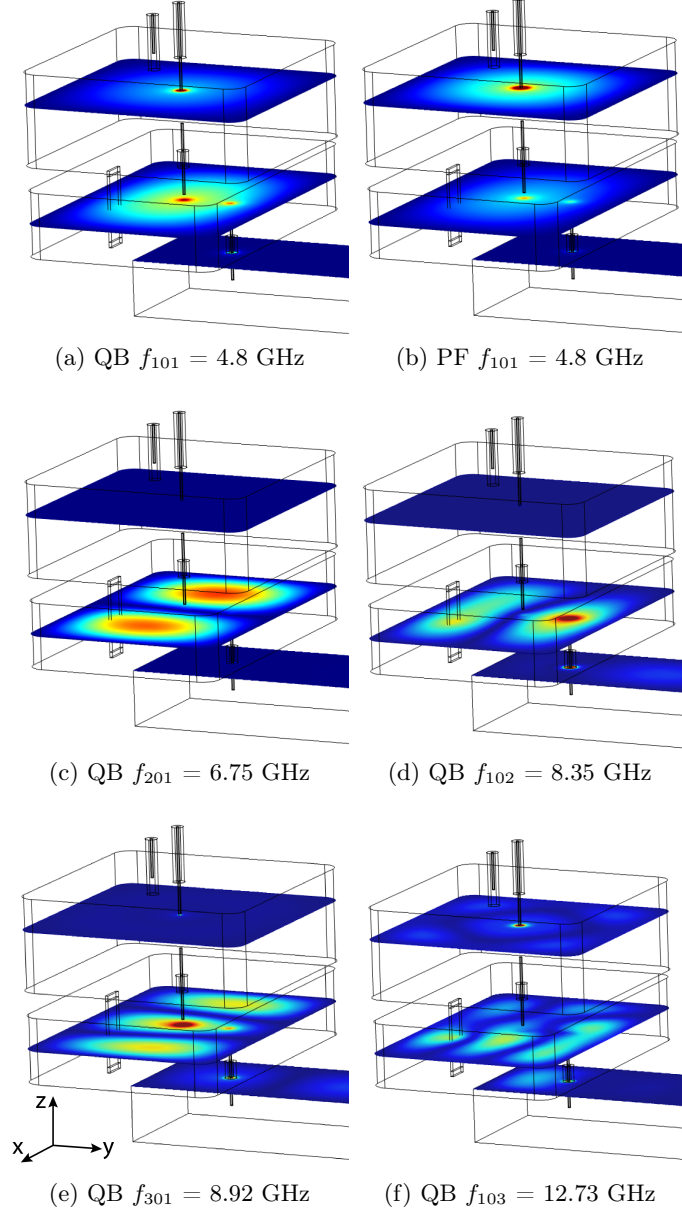 (a) QB f₁₀₁ = 4.8 GHz
(b) PF f₁₀₁ = 4.8 GHz
(c) QB f₂₀₁ = 6.75 GHz
(d) QB f₁₀₂ = 8.35 GHz
z
x
y
(e) QB f₃₀₁ = 8.92 GHz
(f) QB f₁₀₃ = 12.73 GHz